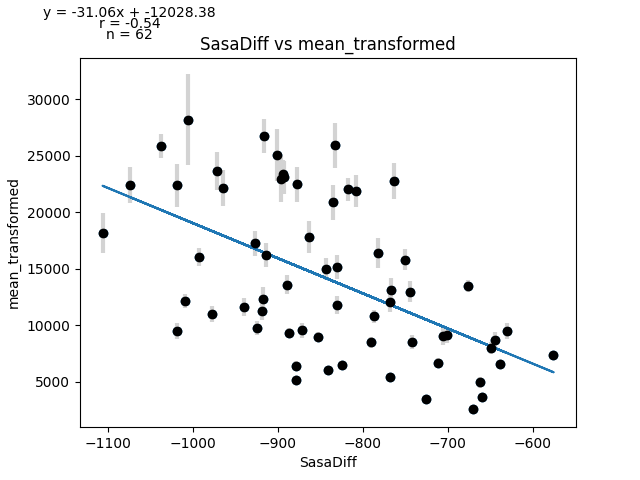 y = -31.06x + -12028.38
r = -0.54
n = 62
SasaDiff vs mean_transformed
30000
25000
20000
15000
10000
5000
mean_transformed
−1100 −1000 −900 −800 −700 −600
SasaDiff